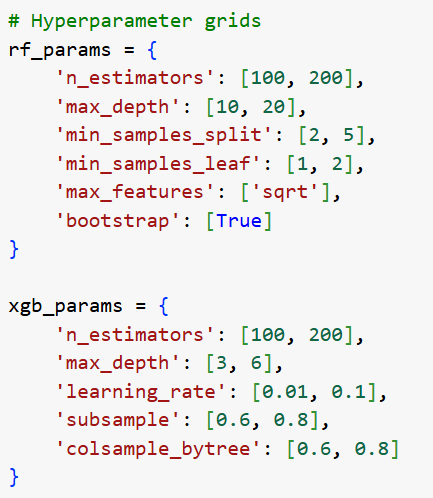 # Hyperparameter grids
rf_params = {
    'n_estimators': [100, 200],
    'max_depth': [10, 20],
    'min_samples_split': [2, 5],
    'min_samples_leaf': [1, 2],
    'max_features': ['sqrt'],
    'bootstrap': [True]
}

xgb_params = {
    'n_estimators': [100, 200],
    'max_depth': [3, 6],
    'learning_rate': [0.01, 0.1],
    'subsample': [0.6, 0.8],
    'colsample_bytree': [0.6, 0.8]
}